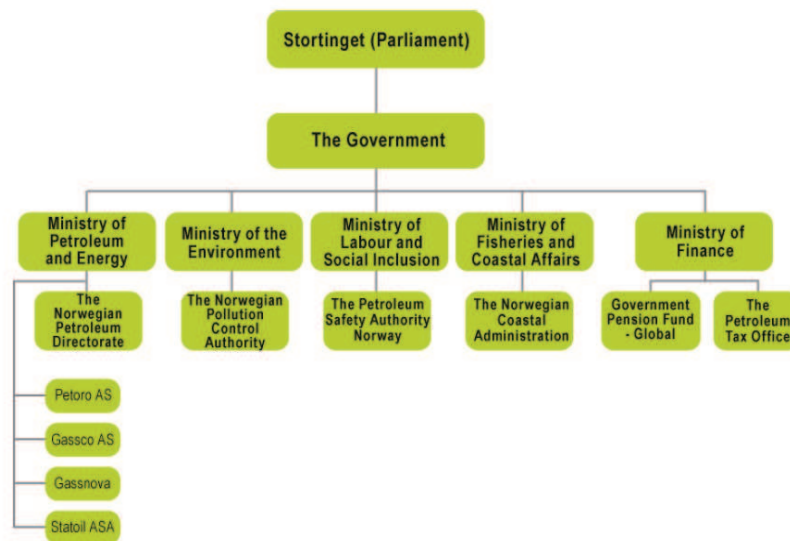 Stortinget (Parliament)
The Government
Ministry of
Petroleum
and Energy
Ministry of the
Environment
Ministry of
Labour and
Social Inclusion
Ministry of
Fisheries and
Coastal Affairs
Ministry of
Finance
The
Norwegian
Petroleum
Directorate
The Norwegian
Pollution
Control
Authority
The Petroleum
Safety Authority
Norway
The Norwegian
Coastal
Administration
Government
Pension Fund
- Global
The
Petroleum
Tax Office
Petoro AS
Gassco AS
Gassnova
Statoil ASA